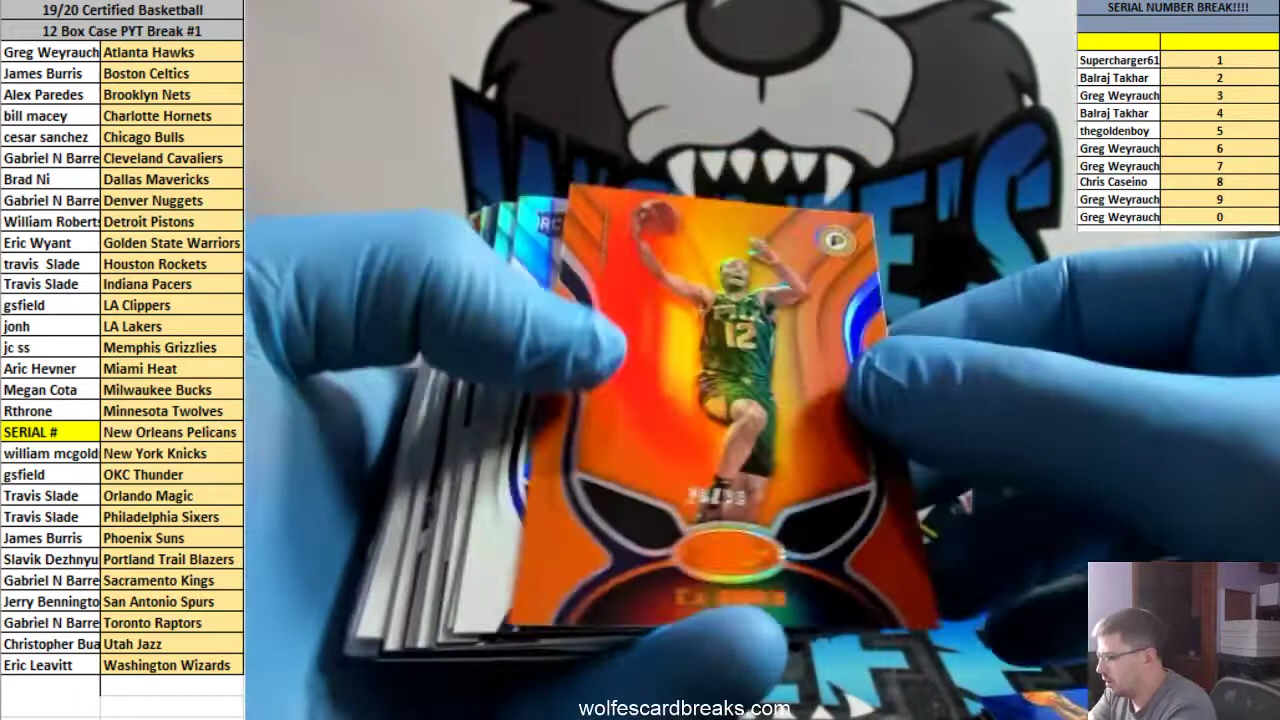 19/20 Certified Basketball
12 Box Case PYT Break #1
Greg Weyrauch Atlanta Hawks
James Burris Boston Celtics
Alex Paredes Brooklyn Nets
bill macey Charlotte Hornets
cesar sanchez Chicago Bulls
Gabriel N Barre Cleveland Cavaliers
Brad Ni Dallas Mavericks
Gabriel N Barre Denver Nuggets
William Roberts Detroit Pistons
Eric Wyant Golden State Warriors
travis Slade Houston Rockets
Travis Slade Indiana Pacers
gsfield LA Clippers
jonh LA Lakers
jc ss Memphis Grizzlies
Aric Hevner Miami Heat
Megan Cota Milwaukee Bucks
Rthrone Minnesota Twolves
SERIAL # New Orleans Pelicans
william mcgold New York Knicks
gsfield OKC Thunder
Travis Slade Orlando Magic
Travis Slade Philadelphia Sixers
James Burris Phoenix Suns
Slavik Dezhnyu Portland Trail Blazers
Gabriel N Barre Sacramento Kings
Jerry Benningto San Antonio Spurs
Gabriel N Barre Toronto Raptors
Christopher Bua Utah Jazz
Eric Leavitt Washington Wizards
SERIAL NUMBER BREAK!!!!
Supercharger61 1
Balraj Takhar 2
Greg Weyrauch 3
Balraj Takhar 4
thegoldenboy 5
Greg Weyrauch 6
Greg Weyrauch 7
Chris Caseino 8
Greg Weyrauch 9
Greg Weyrauch 0
RC
12
wolfescardbreaks.com